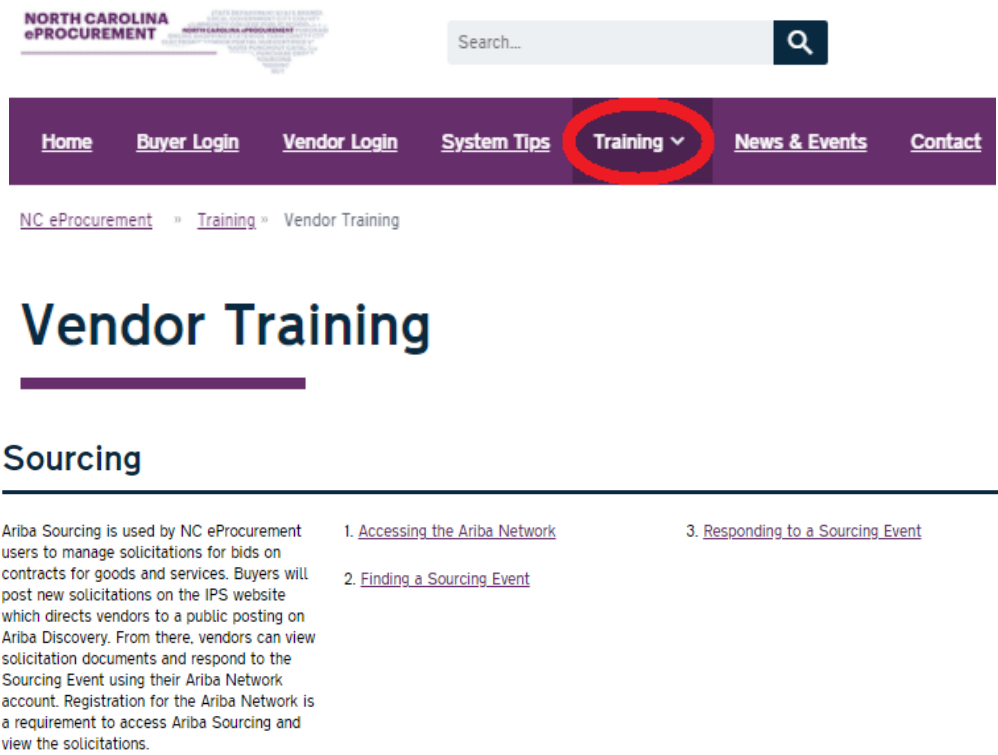 NORTH CAROLINA
ePROCUREMENT
NORTH CAROLINA ePROCUREMENT
Search...
Home Buyer Login Vendor Login System Tips Training News & Events Contact
NC eProcurement » Training » Vendor Training
Vendor Training
Sourcing
Ariba Sourcing is used by NC eProcurement
users to manage solicitations for bids on
contracts for goods and services. Buyers will
post new solicitations on the IPS website
which directs vendors to a public posting on
Ariba Discovery. From there, vendors can view
solicitation documents and respond to the
Sourcing Event using their Ariba Network
account. Registration for the Ariba Network is
a requirement to access Ariba Sourcing and
view the solicitations.
1. Accessing the Ariba Network
2. Finding a Sourcing Event
3. Responding to a Sourcing Event